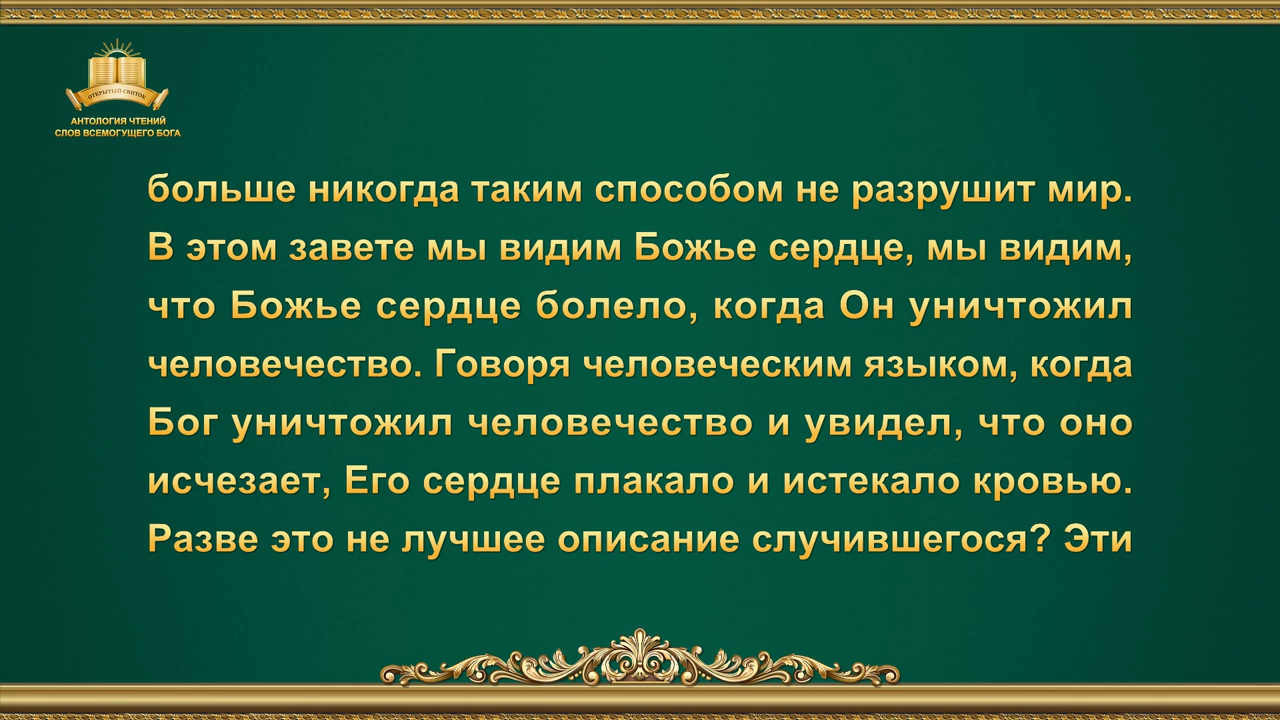 ОТКРЫТЫЙ СВИТОК
АНТОЛОГИЯ ЧТЕНИЙ
СЛОВ ВСЕМОГУЩЕГО БОГА
больше никогда таким способом не разрушит мир.
В этом завете мы видим Божье сердце, мы видим,
что Божье сердце болело, когда Он уничтожил
человечество. Говоря человеческим языком, когда
Бог уничтожил человечество и увидел, что оно
исчезает, Его сердце плакало и истекало кровью.
Разве это не лучшее описание случившегося? Эти